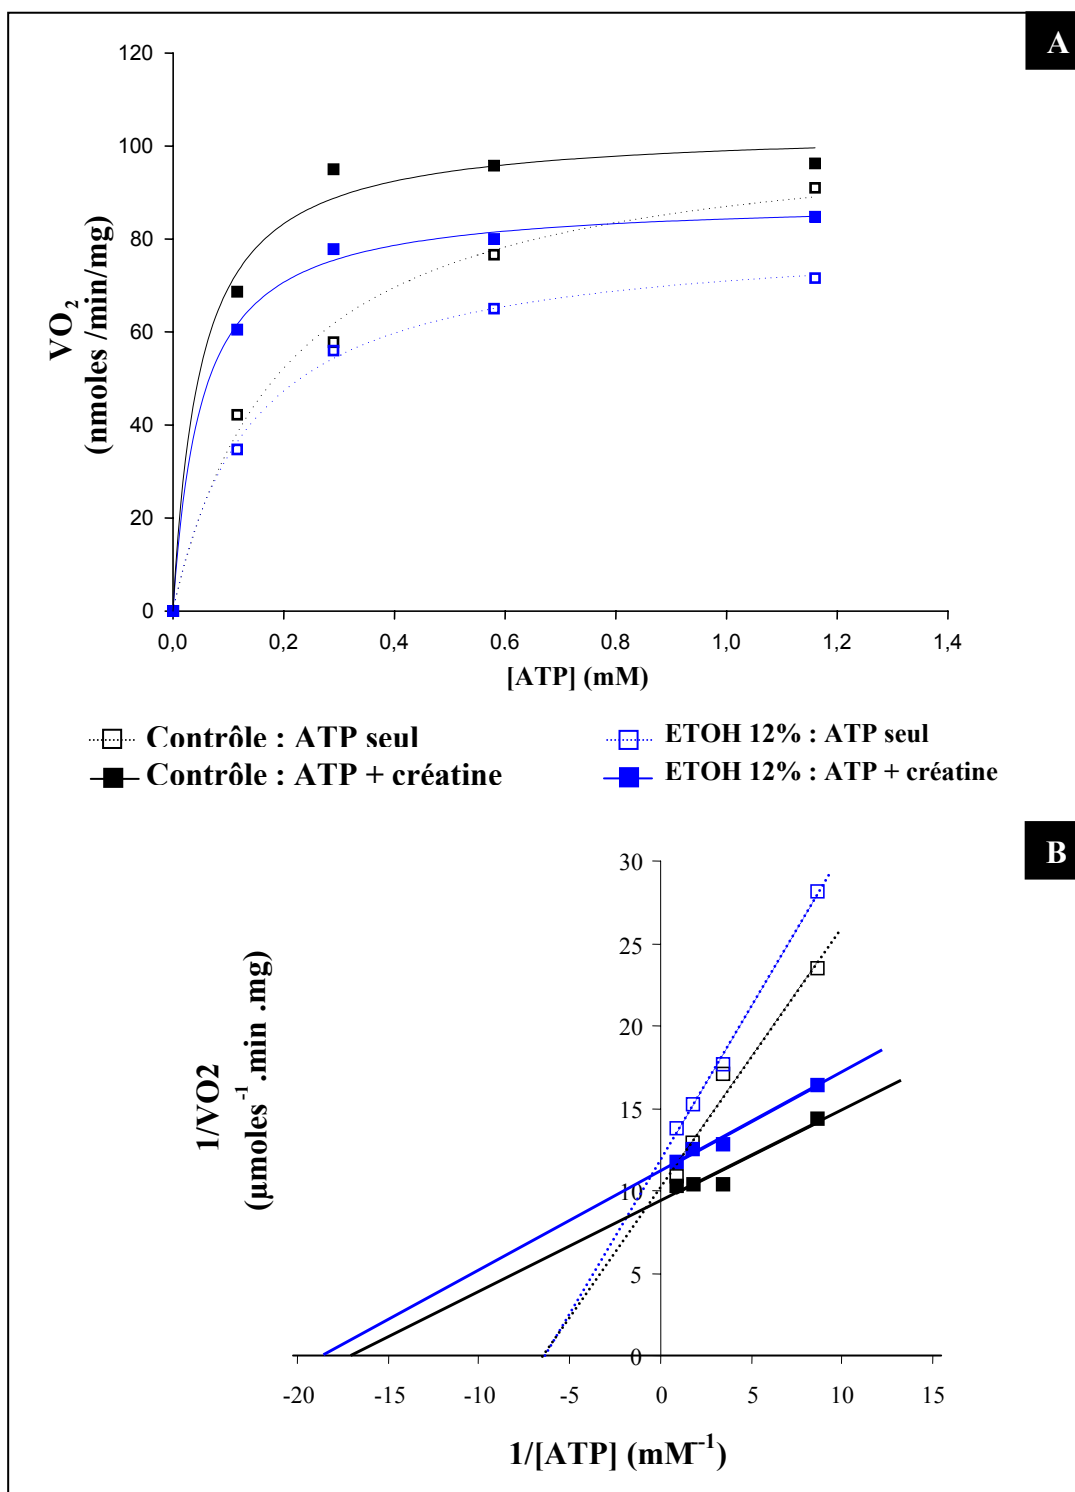 A
120
100
80
60
40
20
0
VO2
(nmoles /min/mg)
0,0 0,2 0,4 0,6 0,8 1,0 1,2 1,4
[ATP] (mM)
Contrôle : ATP seul
Contrôle : ATP + créatine
ETOH 12% : ATP seul
ETOH 12% : ATP + créatine
B
30
25
20
15
10
5
0
1/VO2
(µmoles-1 .min .mg)
-20 -15 -10 -5 0 5 10 15
1/[ATP] (mM-1)